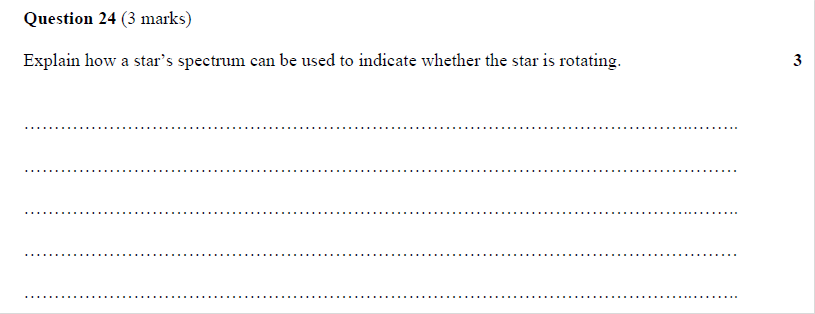 Question 24 (3 marks)
Explain how a star's spectrum can be used to indicate whether the star is rotating. 3